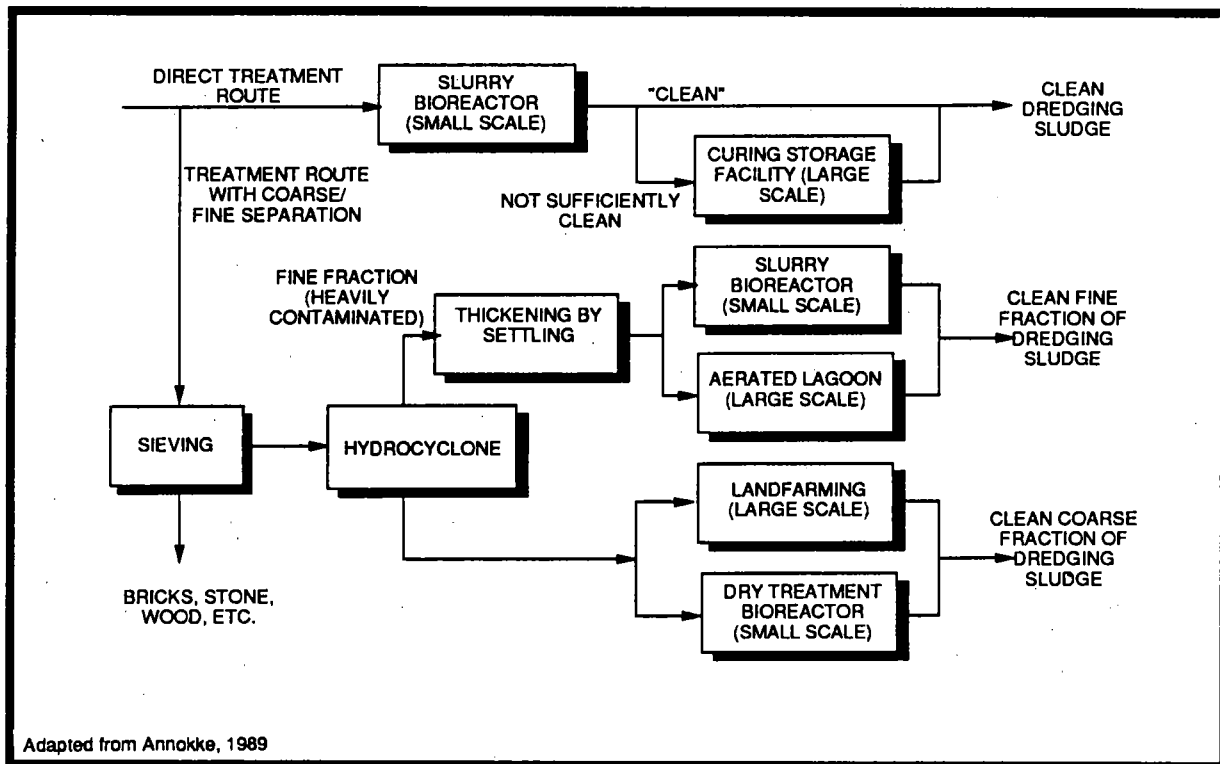 DIRECT TREATMENT
ROUTE
SLURRY
BIOREACTOR
(SMALL SCALE)
"CLEAN"
CLEAN
DREDGING
SLUDGE
TREATMENT ROUTE
WITH COARSE/
FINE SEPARATION
NOT SUFFICIENTLY
CLEAN
CURING STORAGE
FACILITY (LARGE
SCALE)
FINE FRACTION
(HEAVILY
CONTAMINATED)
THICKENING BY
SETTLING
SLURRY
BIOREACTOR
(SMALL SCALE)
AERATED LAGOON
(LARGE SCALE)
CLEAN FINE
FRACTION OF
DREDGING
SLUDGE
SIEVING
HYDROCYCLONE
LANDFARMING
(LARGE SCALE)
DRY TREATMENT
BIOREACTOR
(SMALL SCALE)
CLEAN COARSE
FRACTION OF
DREDGING
SLUDGE
BRICKS, STONE,
WOOD, ETC.
Adapted from Annokke, 1989